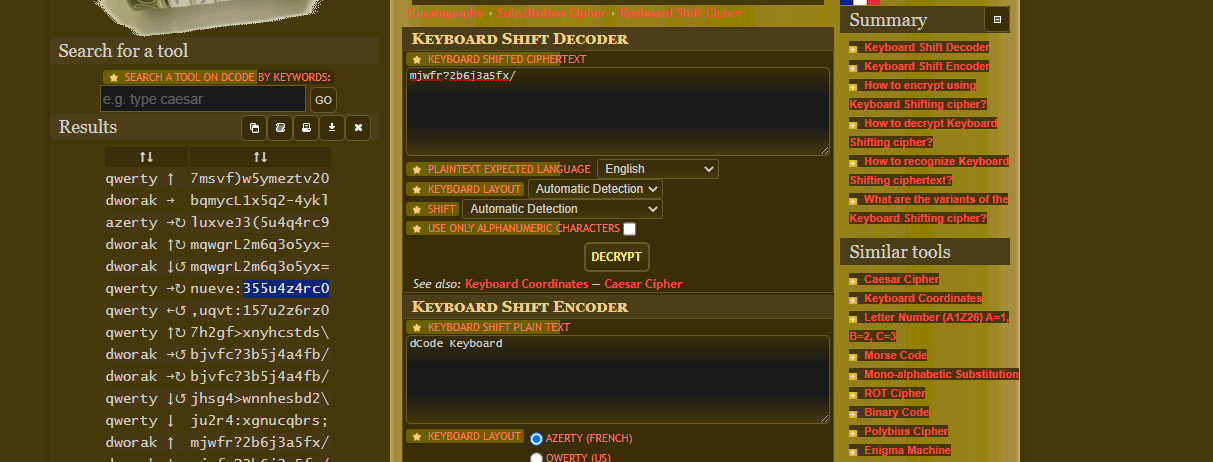 Search for a tool
SEARCH A TOOL ON DCODE BY KEYWORDS:
e.g. type caesar
GO
Results
↑↓ ↑↓
qwerty ↑ 7msvf)w5ymeztv2O
dworak → bqmycL1x5q2-4ykl
azerty →↻ luxveJ3(5u4q4rc9
dworak ↑↻ mqwgrL2m6q3o5yx=
dworak ↓↺ mqwgrL2m6q3o5yx=
qwerty →↻ nueve:355u4z4rcO
qwerty ←↺ ,uqvt:157u2z6rzO
qwerty ↑↻ 7h2gf>xnyhcstds\
dworak →↺ bjvfc?3b5j4a4fb/
dworak →↻ bjvfc?3b5j4a4fb/
qwerty ↓↺ jhsg4>wnnhesbd2\
qwerty ↓ ju2r4:xgnucqbrs;
dworak ↑ mjwfr?2b6j3a5fx/
Cryptography › Substitution Cipher › Keyboard Shift Cipher
Keyboard Shift Decoder
KEYBOARD SHIFTED CIPHERTEXT
mjwfr?2b6j3a5fx/
PLAINTEXT EXPECTED LANGUAGE English
KEYBOARD LAYOUT Automatic Detection
SHIFT Automatic Detection
USE ONLY ALPHANUMERIC CHARACTERS
DECRYPT
See also: Keyboard Coordinates — Caesar Cipher
Keyboard Shift Encoder
KEYBOARD SHIFT PLAIN TEXT
dCode Keyboard
KEYBOARD LAYOUT AZERTY (FRENCH)
QWERTY (US)
Summary
Keyboard Shift Decoder
Keyboard Shift Encoder
How to encrypt using
Keyboard Shifting cipher?
How to decrypt Keyboard
Shifting cipher?
How to recognize Keyboard
Shifting ciphertext?
What are the variants of the
Keyboard Shifting cipher?
Similar tools
Caesar Cipher
Keyboard Coordinates
Letter Number (A1Z26) A=1,
B=2, C=3
Morse Code
Mono-alphabetic Substitution
ROT Cipher
Binary Code
Polybius Cipher
Enigma Machine